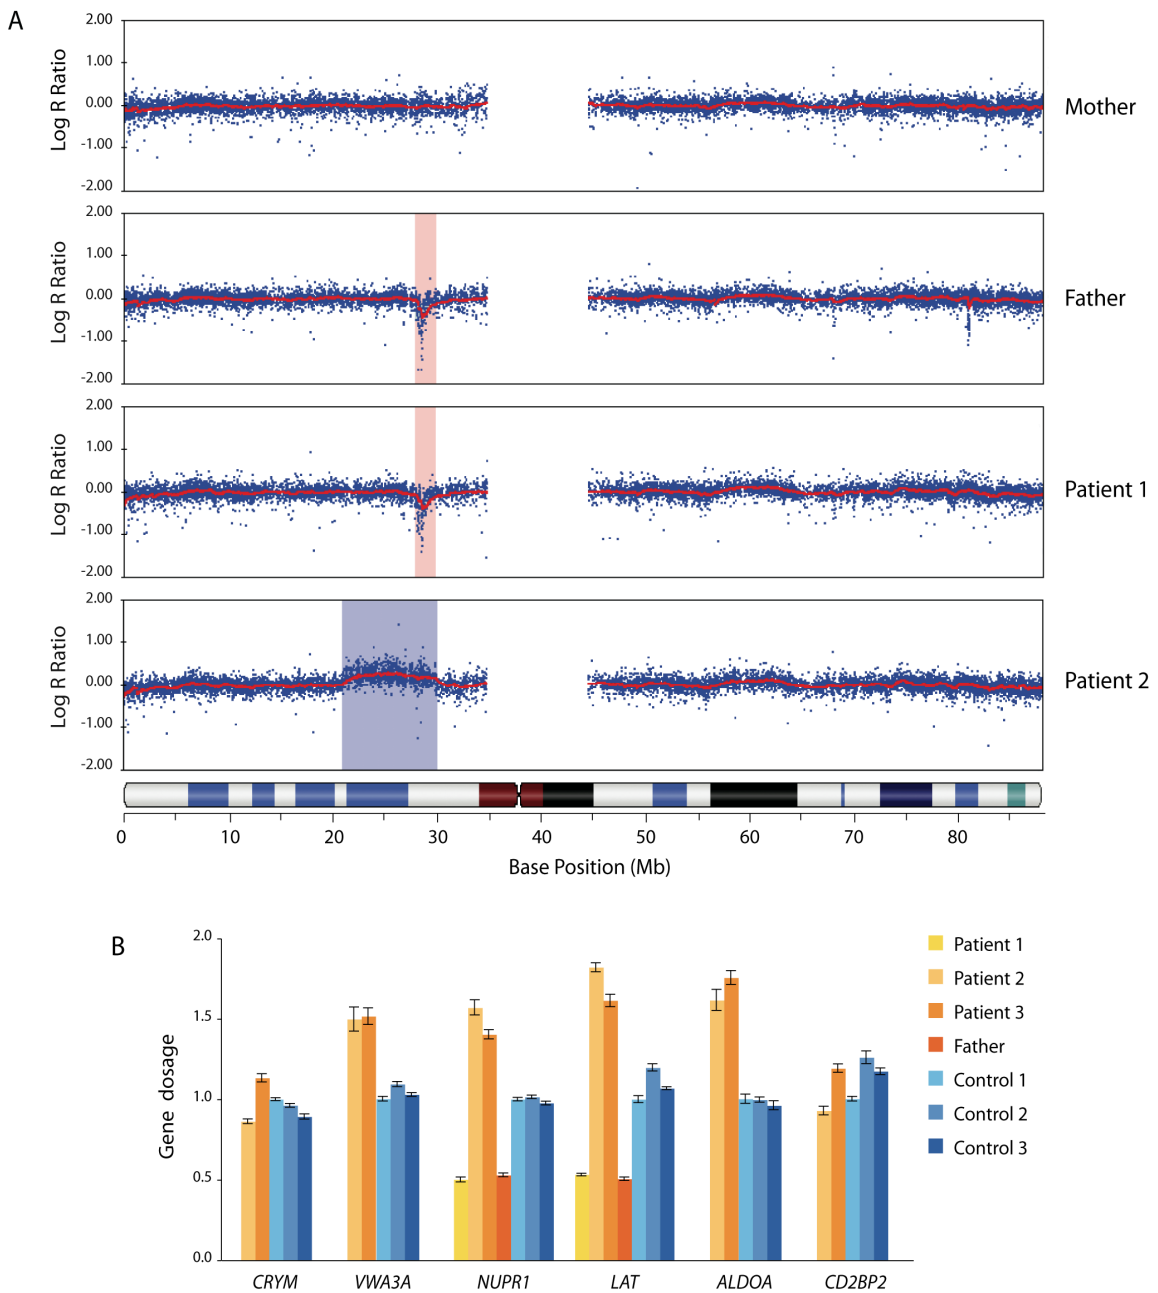 A
2.00
1.00
0.00
-1.00
-2.00
Log R Ratio
Mother
2.00
1.00
0.00
-1.00
-2.00
Log R Ratio
Father
2.00
1.00
0.00
-1.00
-2.00
Log R Ratio
Patient 1
2.00
1.00
0.00
-1.00
-2.00
Log R Ratio
Patient 2
0 10 20 30 40 50 60 70 80
Base Position (Mb)
B
2.0
1.5
1.0
0.5
0.0
Gene dosage
CRYM VWA3A NUPR1 LAT ALDOA CD2BP2
Patient 1
Patient 2
Patient 3
Father
Control 1
Control 2
Control 3